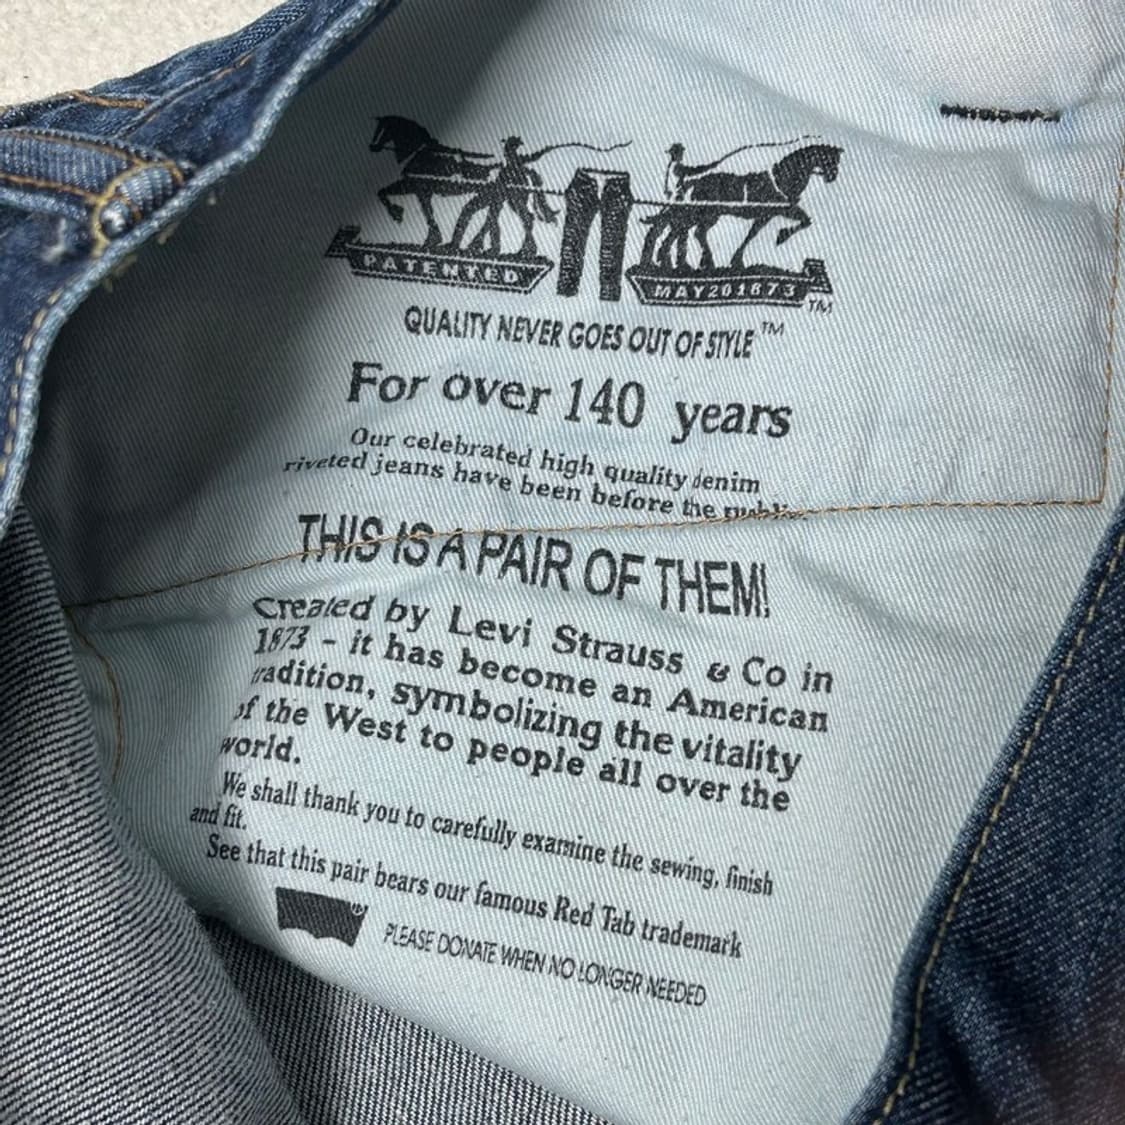 PATENTED
MAY 20 1873 TM
QUALITY NEVER GOES OUT OF STYLE™
For over 140 years
Our celebrated high quality denim
riveted jeans have been before the public
THIS IS A PAIR OF THEM!
Created by Levi Strauss & Co in
1873 - it has become an American
tradition, symbolizing the vitality
of the West to people all over the
world.
We shall thank you to carefully examine the sewing, finish
and fit.
See that this pair bears our famous Red Tab trademark
®
PLEASE DONATE WHEN NO LONGER NEEDED